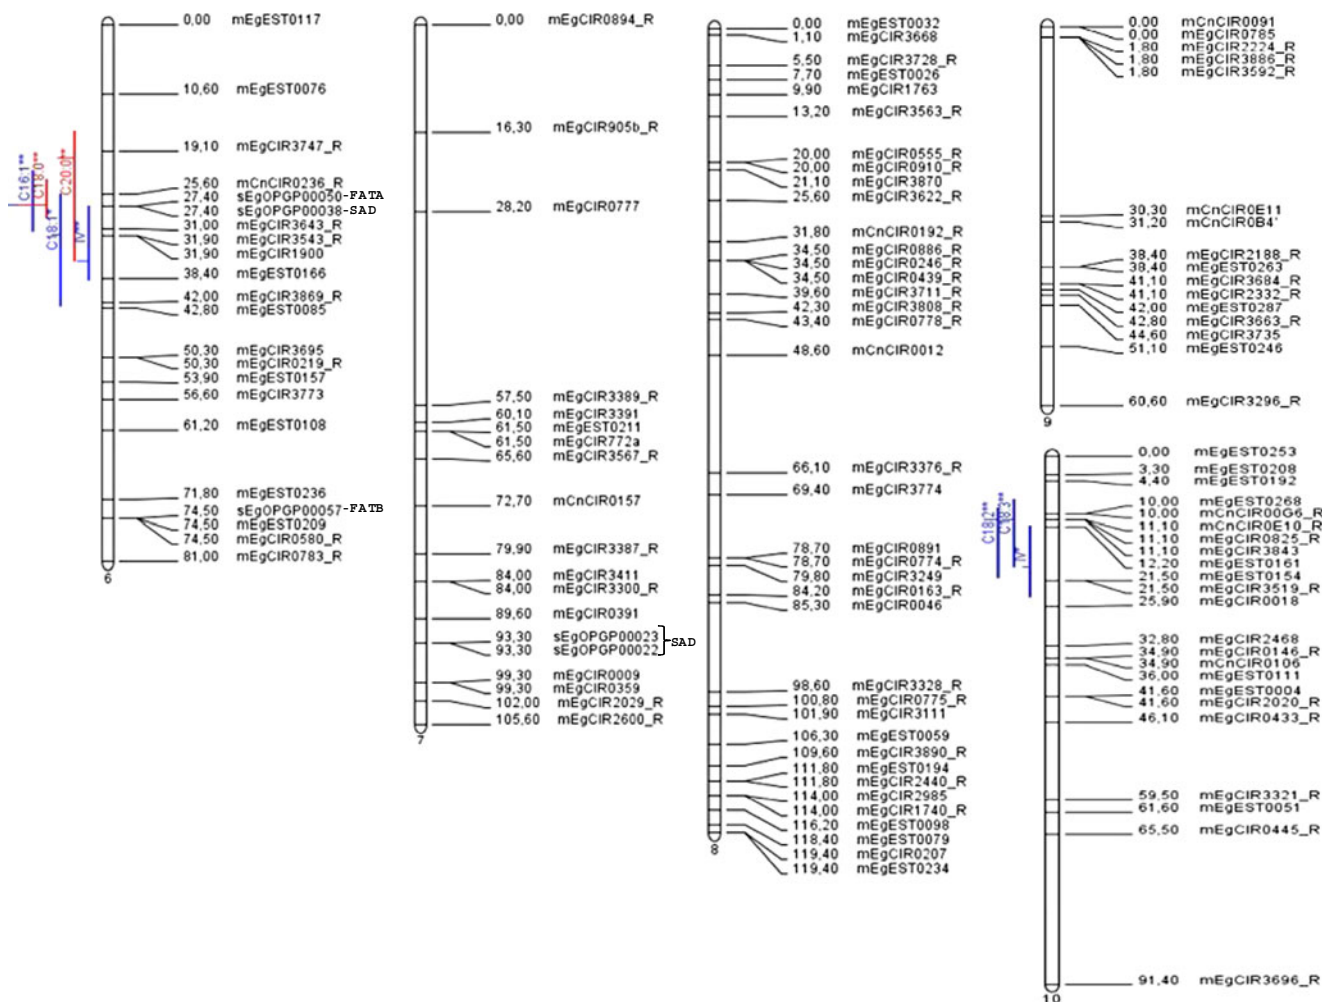 C16:1**
C18:0**
C18:1*
C20:0**
IV**
0,00 mEgEST0117
10,60 mEgEST0076
19,10 mEgCIR3747_R
25,60 mCnCIR0236_R
27,40 sEgOPGP00050-FATA
27,40 sEgOPGP00038-SAD
31,00 mEgCIR3643_R
31,90 mEgCIR3543_R
31,90 mEgCIR1900
38,40 mEgEST0166
42,00 mEgCIR3869_R
42,80 mEgEST0085
50,30 mEgCIR3695
50,30 mEgCIR0219_R
53,90 mEgEST0157
56,60 mEgCIR3773
61,20 mEgEST0108
71,80 mEgEST0236
74,50 sEgOPGP00057-FATB
74,50 mEgEST0209
74,50 mEgCIR0580_R
81,00 mEgCIR0783_R
6
0,00 mEgCIR0894_R
16,30 mEgCIR905b_R
28,20 mEgCIR0777
57,50 mEgCIR3389_R
60,10 mEgCIR3391
61,50 mEgEST0211
61,50 mEgCIR772a
65,60 mEgCIR3567_R
72,70 mCnCIR0157
79,90 mEgCIR3387_R
84,00 mEgCIR3411
84,00 mEgCIR3300_R
89,60 mEgCIR0391
93,30 sEgOPGP00023
93,30 sEgOPGP00022
SAD
99,30 mEgCIR0009
99,30 mEgCIR0359
102,00 mEgCIR2029_R
105,60 mEgCIR2600_R
7
0,00 mEgEST0032
1,10 mEgCIR3668
5,50 mEgCIR3728_R
7,70 mEgEST0026
9,90 mEgCIR1763
13,20 mEgCIR3563_R
20,00 mEgCIR0555_R
20,00 mEgCIR0910_R
21,10 mEgCIR3870
25,60 mEgCIR3622_R
31,80 mCnCIR0192_R
34,50 mEgCIR0886_R
34,50 mEgCIR0246_R
34,50 mEgCIR0439_R
39,60 mEgCIR3711_R
42,30 mEgCIR3808_R
43,40 mEgCIR0778_R
48,60 mCnCIR0012
66,10 mEgCIR3376_R
69,40 mEgCIR3774
78,70 mEgCIR0891
78,70 mEgCIR0774_R
79,80 mEgCIR3249
84,20 mEgCIR0163_R
85,30 mEgCIR0046
98,60 mEgCIR3328_R
100,80 mEgCIR0775_R
101,90 mEgCIR3111
106,30 mEgEST0059
109,60 mEgCIR3890_R
111,80 mEgEST0194
111,80 mEgCIR2440_R
114,00 mEgCIR2985
114,00 mEgCIR1740_R
116,20 mEgEST0098
118,40 mEgEST0079
119,40 mEgCIR0207
119,40 mEgEST0234
8
0,00 mCnCIR0091
0,00 mEgCIR0785
1,80 mEgCIR2224_R
1,80 mEgCIR3886_R
1,80 mEgCIR3592_R
30,30 mCnCIR0E11
31,20 mCnCIR0B4'
38,40 mEgCIR2188_R
38,40 mEgEST0263
41,10 mEgCIR3684_R
41,10 mEgCIR2332_R
42,00 mEgEST0287
42,80 mEgCIR3663_R
44,60 mEgCIR3735
51,10 mEgEST0246
60,60 mEgCIR3296_R
9
C18:2**
C18:3**
IV*
0,00 mEgEST0253
3,30 mEgEST0208
4,40 mEgEST0192
10,00 mEgEST0268
10,00 mCnCIR00G6_R
11,10 mCnCIR0E10_R
11,10 mEgCIR0825_R
11,10 mEgCIR3843
12,20 mEgEST0161
21,50 mEgEST0154
21,50 mEgCIR3519_R
25,90 mEgCIR0018
32,80 mEgCIR2468
34,90 mEgCIR0146_R
34,90 mCnCIR0106
36,00 mEgEST0111
41,60 mEgEST0004
41,60 mEgCIR2020_R
46,10 mEgCIR0433_R
59,50 mEgCIR3321_R
61,60 mEgEST0051
65,50 mEgCIR0445_R
91,40 mEgCIR3696_R
10